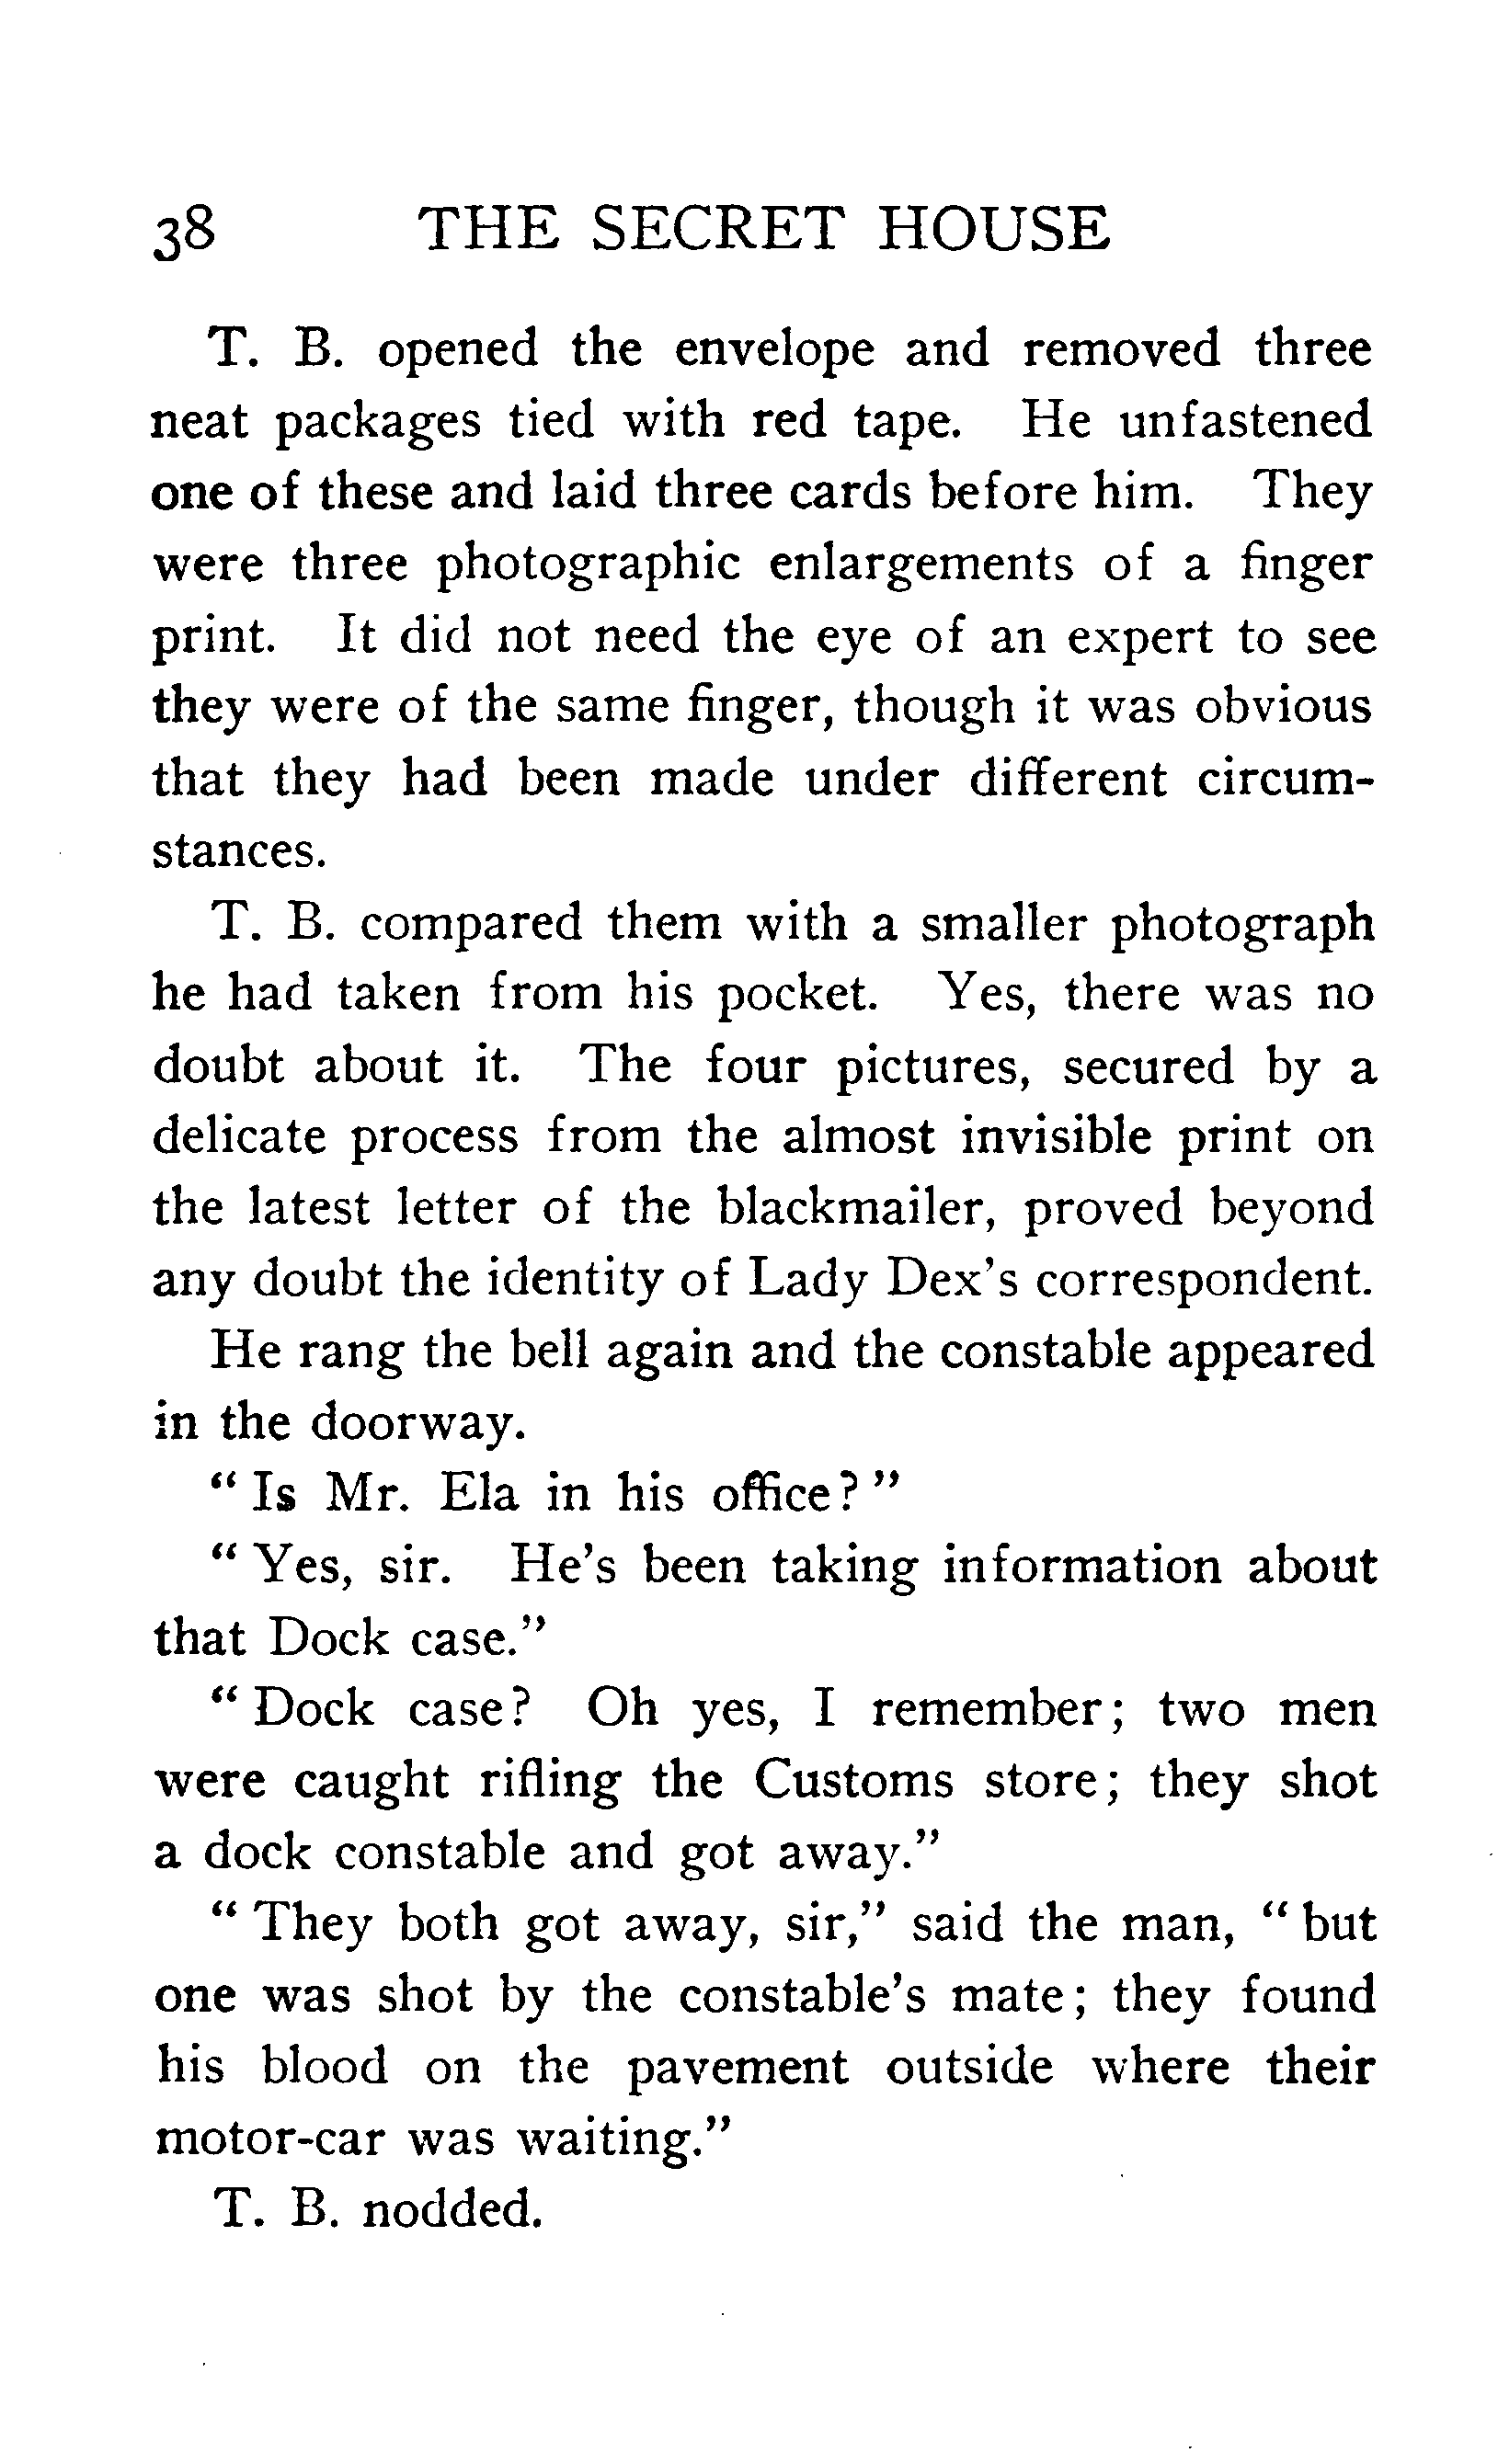 38 THE SECRET HOUSE
T. B. opened the envelope and removed three
neat packages tied with red tape. He unfastened
one of these and laid three cards before him. They
were three photographic enlargements of a finger
print. It did not need the eye of an expert to see
they were of the same finger, though it was obvious
that they had been made under different circum-
stances.
T. B. compared them with a smaller photograph
he had taken from his pocket. Yes, there was no
doubt about it. The four pictures, secured by a
delicate process from the almost invisible print on
the latest letter of the blackmailer, proved beyond
any doubt the identity of Lady Dex's correspondent.
He rang the bell again and the constable appeared
in the doorway.
" Is Mr. Ela in his office? "
" Yes, sir. He's been taking information about
that Dock case."
" Dock case? Oh yes, I remember; two men
were caught rifling the Customs store; they shot
a dock constable and got away."
" They both got away, sir," said the man, " but
one was shot by the constable's mate; they found
his blood on the pavement outside where their
motor-car was waiting."
T. B. nodded.